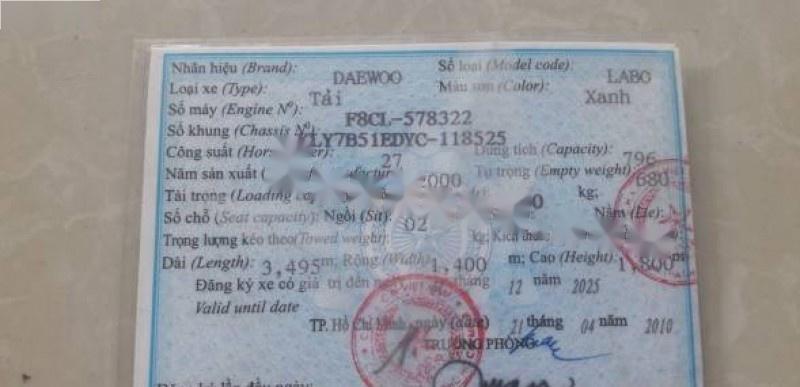 Nhãn hiệu (Brand): DAEWOO Số loại (Model code): LABO
Loại xe (Type): Tải Màu sơn (Color): Xanh
Số máy (Engine Nº): F8CL-578322
Số khung (Chassis Nº): KLY7B51EDYC-118525
Công suất 27 Dung tích (Capacity): 796
Năm sản xuất 2000 Tự trọng (Empty weight): 680
Tải trọng (Loading kg;
Số chỗ (Seat capacity): Ngồi (Sit): 02 Nằm (Lie):
Trọng lượng kéo theo (Towed weight): kg; Kích thước
Dài (Length): 3,495 m; Rộng (Width) 1,400 m; Cao (Height): 1,800 m
Đăng ký xe có giá trị đến tháng 12 năm 2025
Valid until date
TP. Hồ Chí Minh, ngày (date) 21 tháng 04 năm 2010
TRƯỞNG PHÒNG